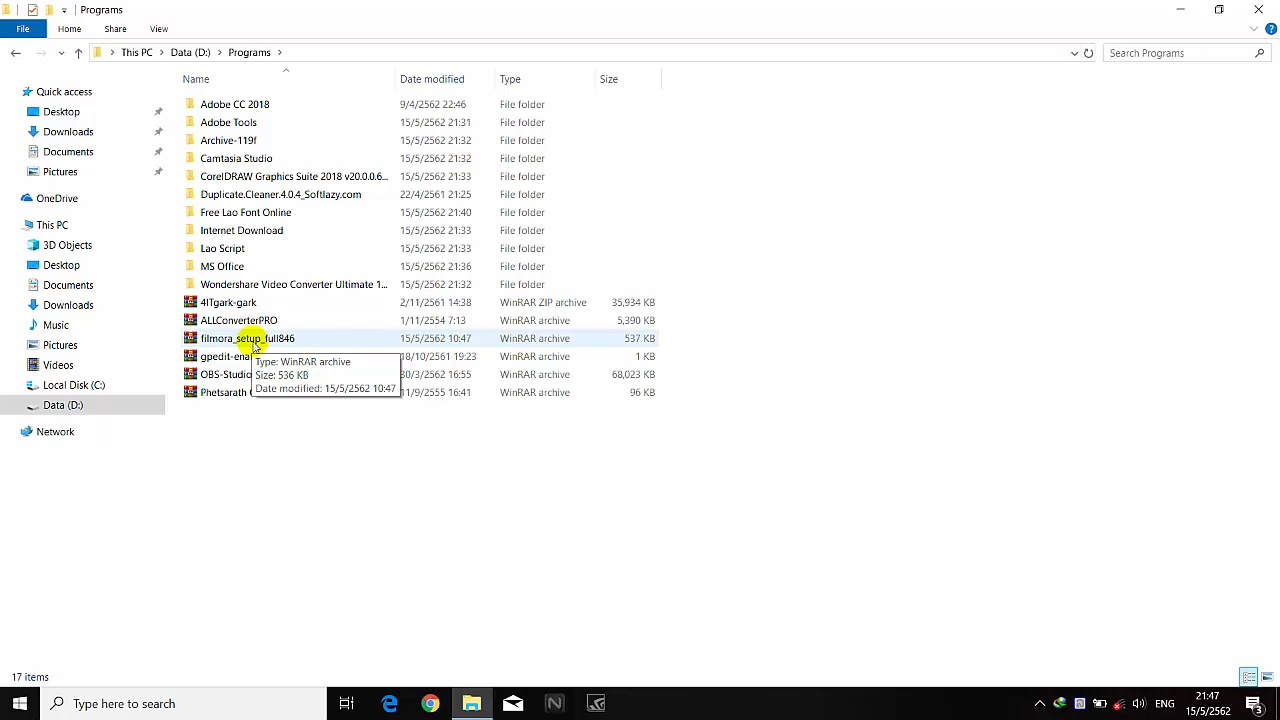 Programs
File Home Share View
This PC Data (D:) Programs
Search Programs
Name Date modified Type Size
Quick access
Desktop
Downloads
Documents
Pictures
OneDrive
This PC
3D Objects
Desktop
Documents
Downloads
Music
Pictures
Videos
Local Disk (C:)
Data (D:)
Network
Adobe CC 2018 9/4/2562 22:46 File folder
Adobe Tools 15/5/2562 21:31 File folder
Archive-119f 15/5/2562 21:32 File folder
Camtasia Studio 15/5/2562 21:32 File folder
CorelDRAW Graphics Suite 2018 v20.0.0.6... 15/5/2562 21:33 File folder
Duplicate.Cleaner.4.0.4_Softlazy.com 22/4/2561 21:25 File folder
Free Lao Font Online 15/5/2562 21:40 File folder
Internet Download 15/5/2562 21:33 File folder
Lao Script 15/5/2562 21:33 File folder
MS Office 15/5/2562 21:36 File folder
Wondershare Video Converter Ultimate 1... 15/5/2562 21:32 File folder
4ITgark-gark 2/11/2561 14:38 WinRAR ZIP archive 35,934 KB
ALLConverterPRO 1/11/2554 7:13 WinRAR archive 5,390 KB
filmora_setup_full846 15/5/2562 10:47 WinRAR archive 537 KB
gpedit-ena 18/10/2561 19:23 WinRAR archive 1 KB
OBS-Studio 30/3/2562 16:55 WinRAR archive 68,023 KB
Phetsarath 11/9/2555 16:41 WinRAR archive 96 KB
Type: WinRAR archive
Size: 536 KB
Date modified: 15/5/2562 10:47
17 items
Type here to search
ENG
21:47
15/5/2562
3